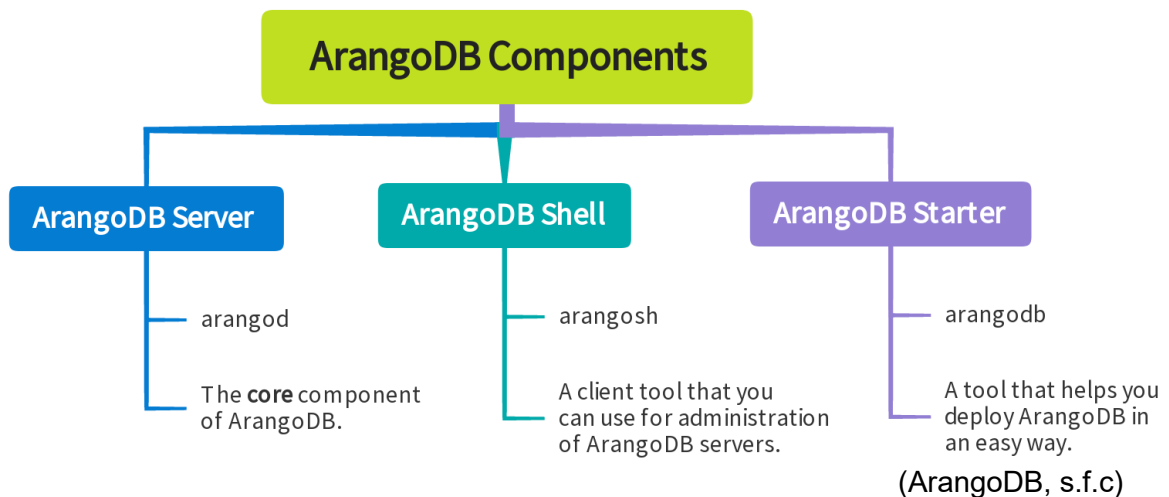 ArangoDB Components
ArangoDB Server
arangod
The core component
of ArangoDB.
ArangoDB Shell
arangosh
A client tool that you
can use for administration
of ArangoDB servers.
ArangoDB Starter
arangodb
A tool that helps you
deploy ArangoDB in
an easy way.
(ArangoDB, s.f.c)